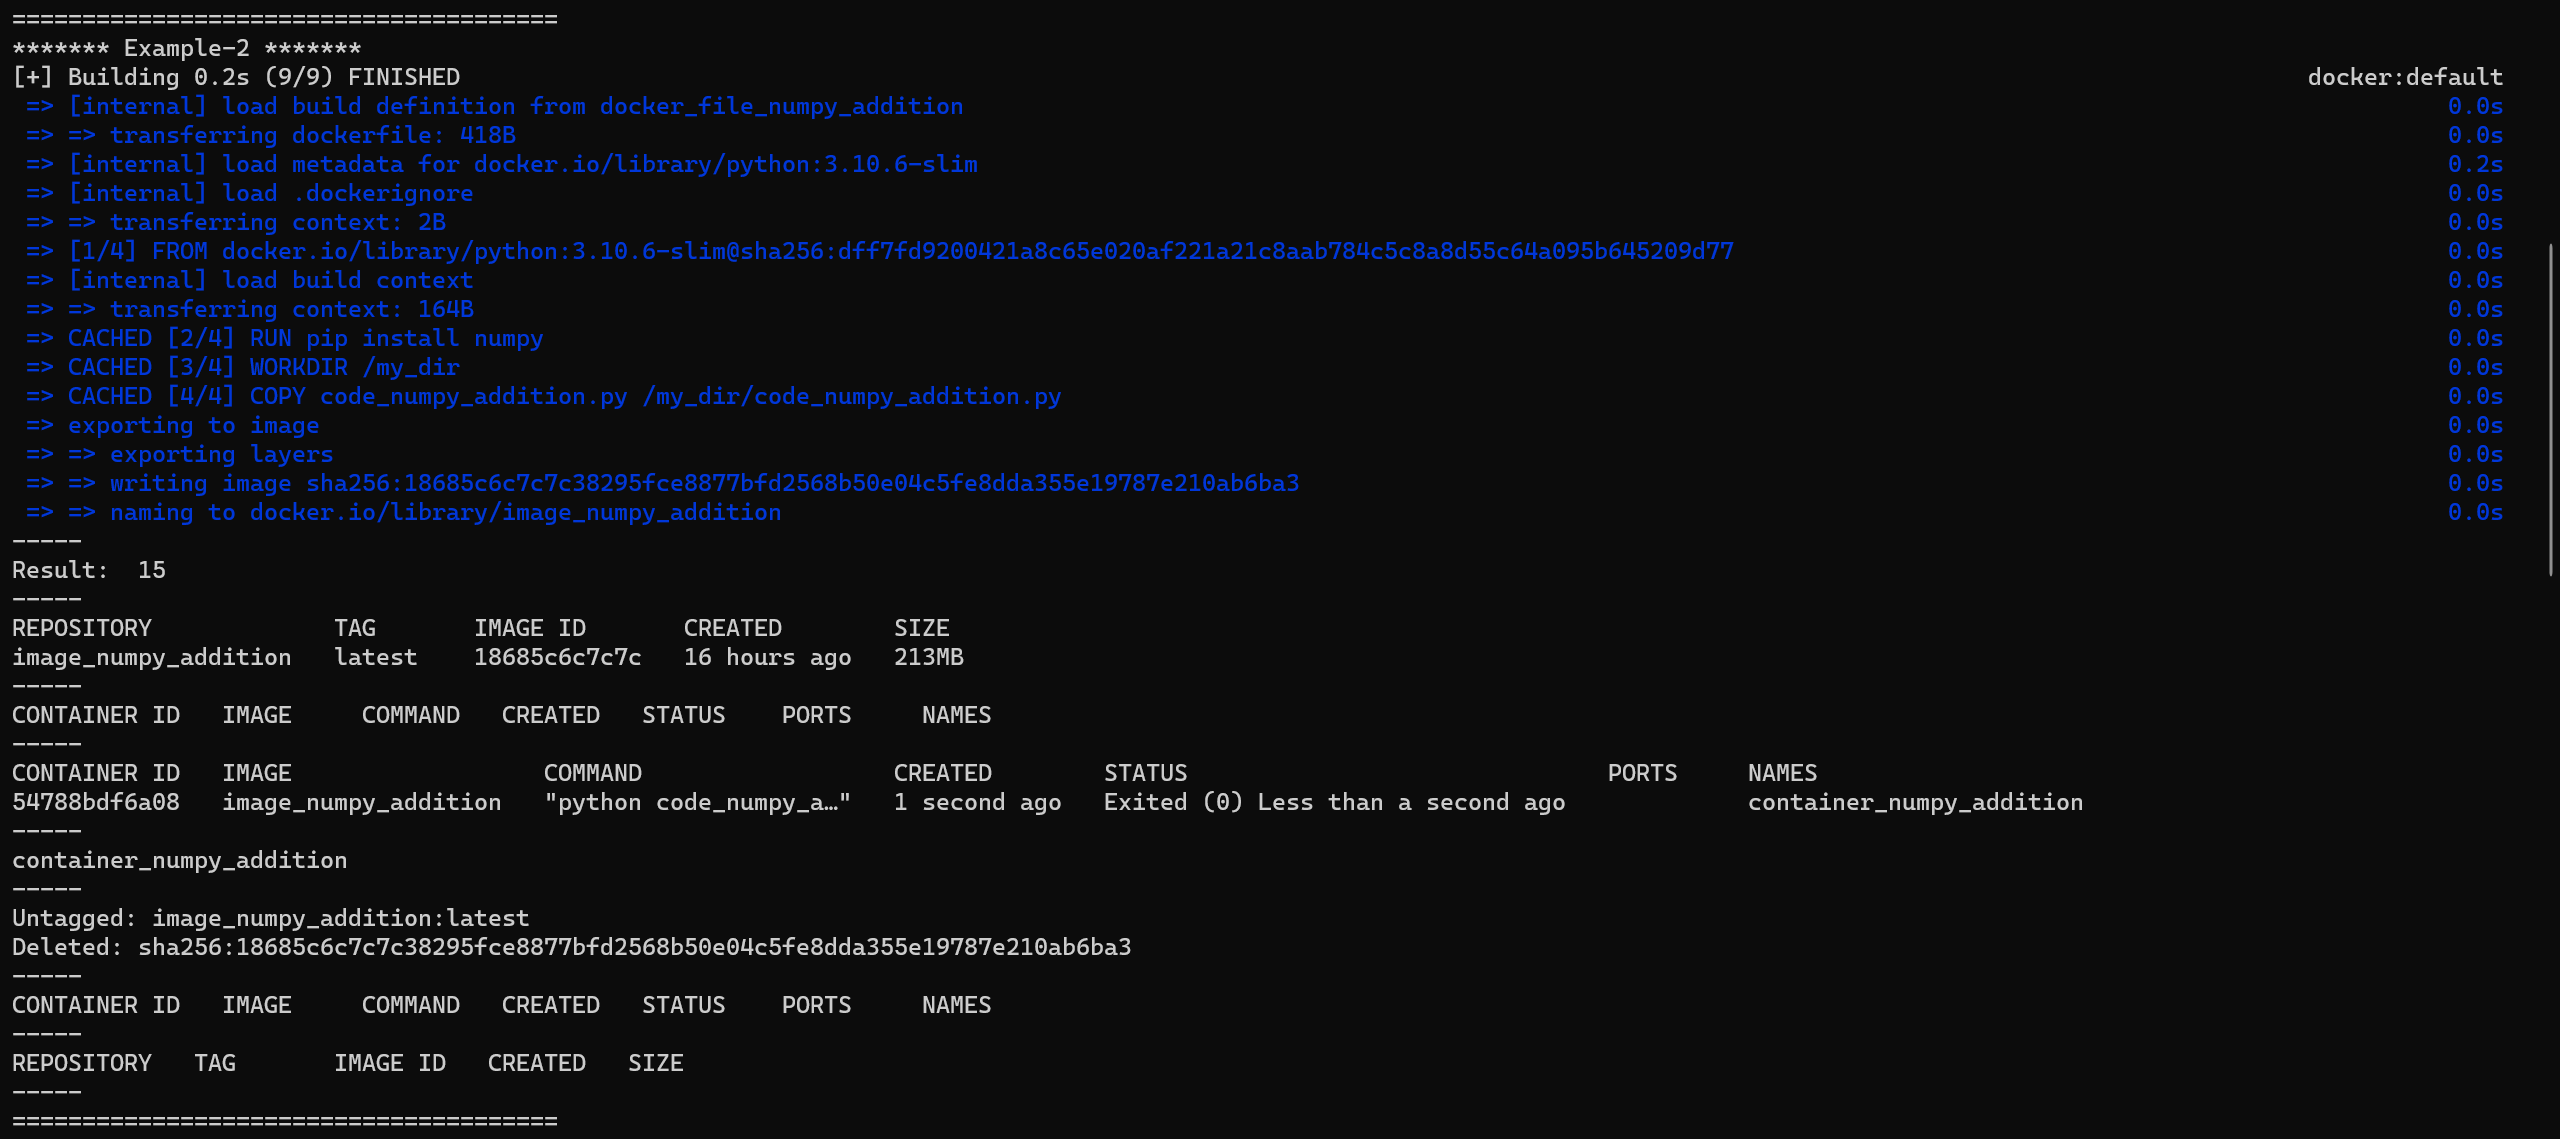 =======================================
******* Example-2 *******
[+] Building 0.2s (9/9) FINISHED docker:default
=> [internal] load build definition from docker_file_numpy_addition 0.0s
=> => transferring dockerfile: 418B 0.0s
=> [internal] load metadata for docker.io/library/python:3.10.6-slim 0.2s
=> [internal] load .dockerignore 0.0s
=> => transferring context: 2B 0.0s
=> [1/4] FROM docker.io/library/python:3.10.6-slim@sha256:dff7fd9200421a8c65e020af221a21c8aab784c5c8a8d55c64a095b645209d77 0.0s
=> [internal] load build context 0.0s
=> => transferring context: 164B 0.0s
=> CACHED [2/4] RUN pip install numpy 0.0s
=> CACHED [3/4] WORKDIR /my_dir 0.0s
=> CACHED [4/4] COPY code_numpy_addition.py /my_dir/code_numpy_addition.py 0.0s
=> exporting to image 0.0s
=> => exporting layers 0.0s
=> => writing image sha256:18685c6c7c7c38295fce8877bfd2568b50e04c5fe8dda355e19787e210ab6ba3 0.0s
=> => naming to docker.io/library/image_numpy_addition 0.0s
-----
Result:  15
-----
REPOSITORY             TAG       IMAGE ID       CREATED        SIZE
image_numpy_addition   latest    18685c6c7c7c   16 hours ago   213MB
-----
CONTAINER ID   IMAGE     COMMAND   CREATED   STATUS    PORTS     NAMES
-----
CONTAINER ID   IMAGE                  COMMAND                  CREATED        STATUS                              PORTS     NAMES
54788bdf6a08   image_numpy_addition   "python code_numpy_a…"   1 second ago   Exited (0) Less than a second ago             container_numpy_addition
-----
container_numpy_addition
-----
Untagged: image_numpy_addition:latest
Deleted: sha256:18685c6c7c7c38295fce8877bfd2568b50e04c5fe8dda355e19787e210ab6ba3
-----
CONTAINER ID   IMAGE     COMMAND   CREATED   STATUS    PORTS     NAMES
-----
REPOSITORY   TAG       IMAGE ID   CREATED   SIZE
-----
=======================================